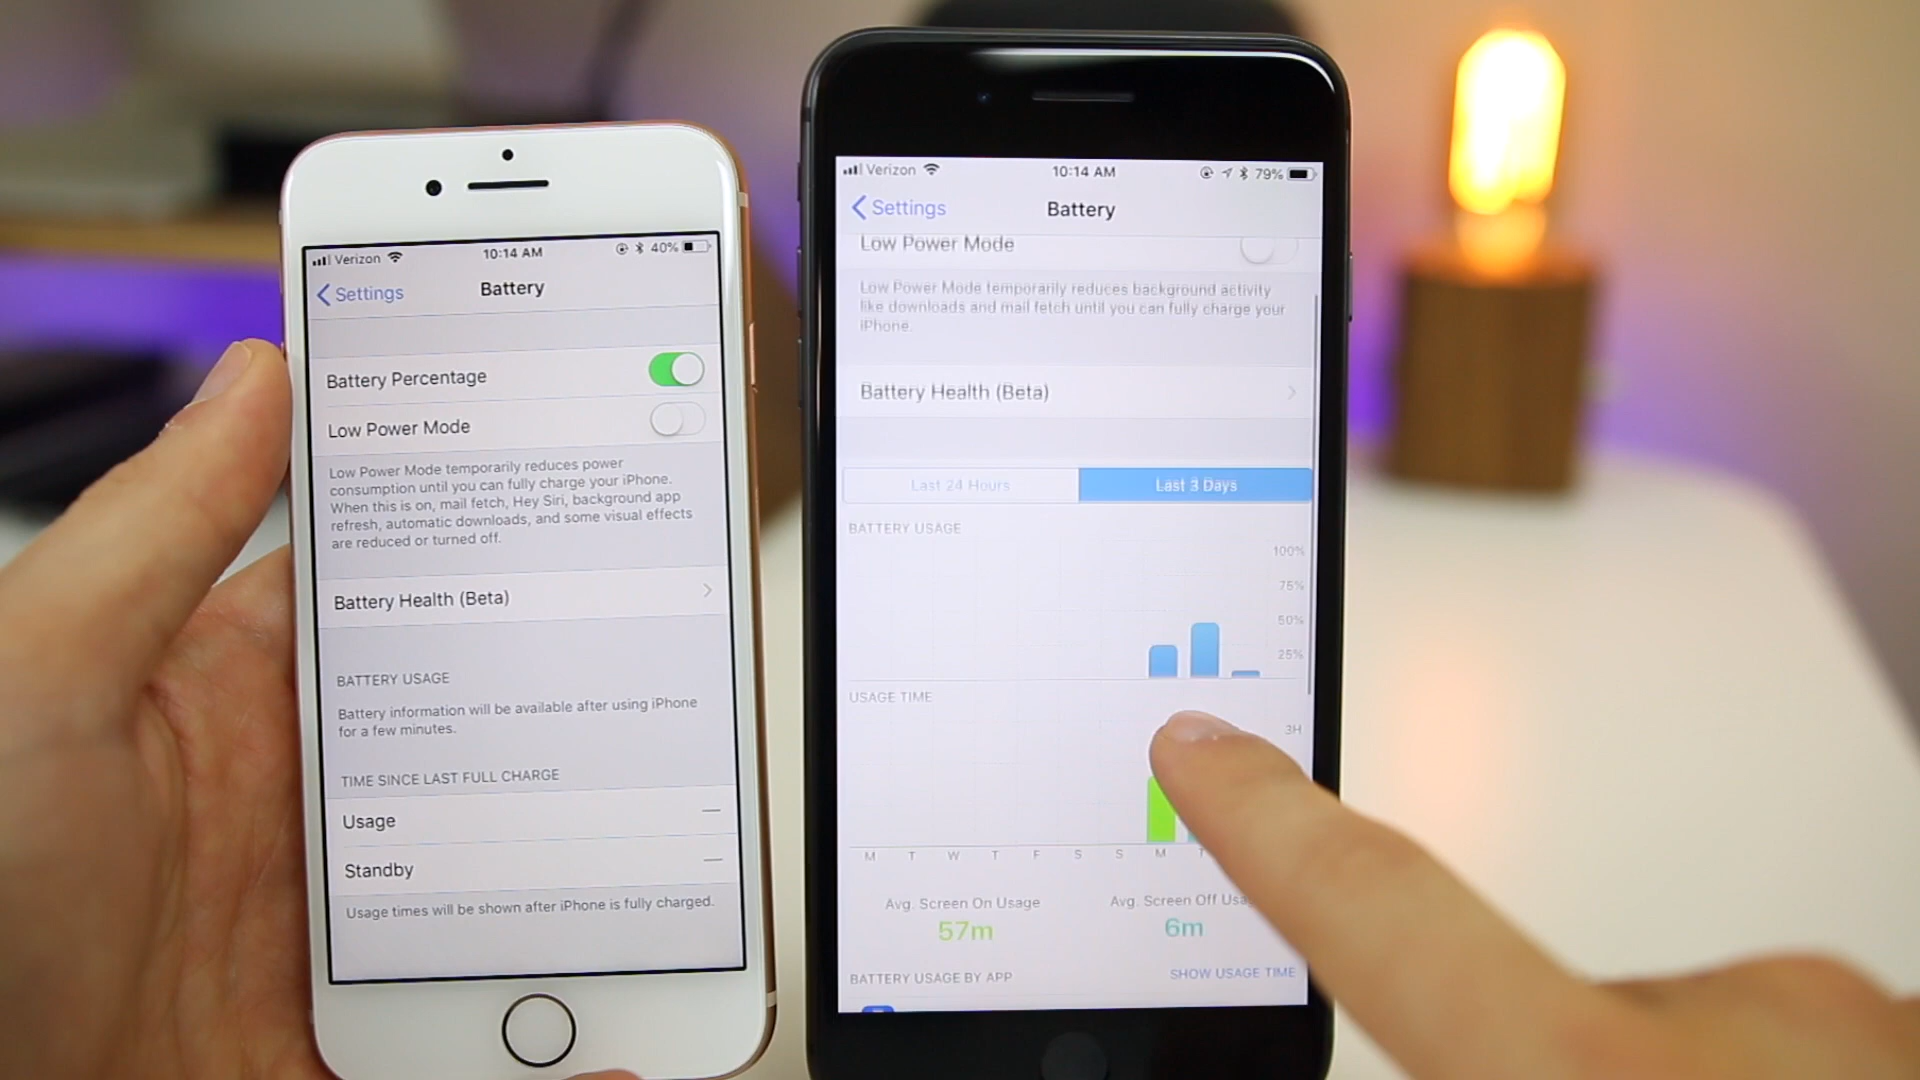 Verizon
10:14 AM
40%
Settings
Battery
Battery Percentage
Low Power Mode
Low Power Mode temporarily reduces power
consumption until you can fully charge your iPhone.
When this is on, mail fetch, Hey Siri, background app
refresh, automatic downloads, and some visual effects
are reduced or turned off.
Battery Health (Beta)
BATTERY USAGE
Battery information will be available after using iPhone
for a few minutes.
TIME SINCE LAST FULL CHARGE
Usage —
Standby —
Usage times will be shown after iPhone is fully charged.
Verizon
10:14 AM
79%
Settings
Battery
Low Power Mode
Low Power Mode temporarily reduces background activity
like downloads and mail fetch until you can fully charge your
iPhone.
Battery Health (Beta)
Last 24 Hours
Last 3 Days
BATTERY USAGE
100%
75%
50%
25%
USAGE TIME
3H
M T W T F S S M T
Avg. Screen On Usage
57m
Avg. Screen Off
6m
BATTERY USAGE BY APP
SHOW USAGE TIME